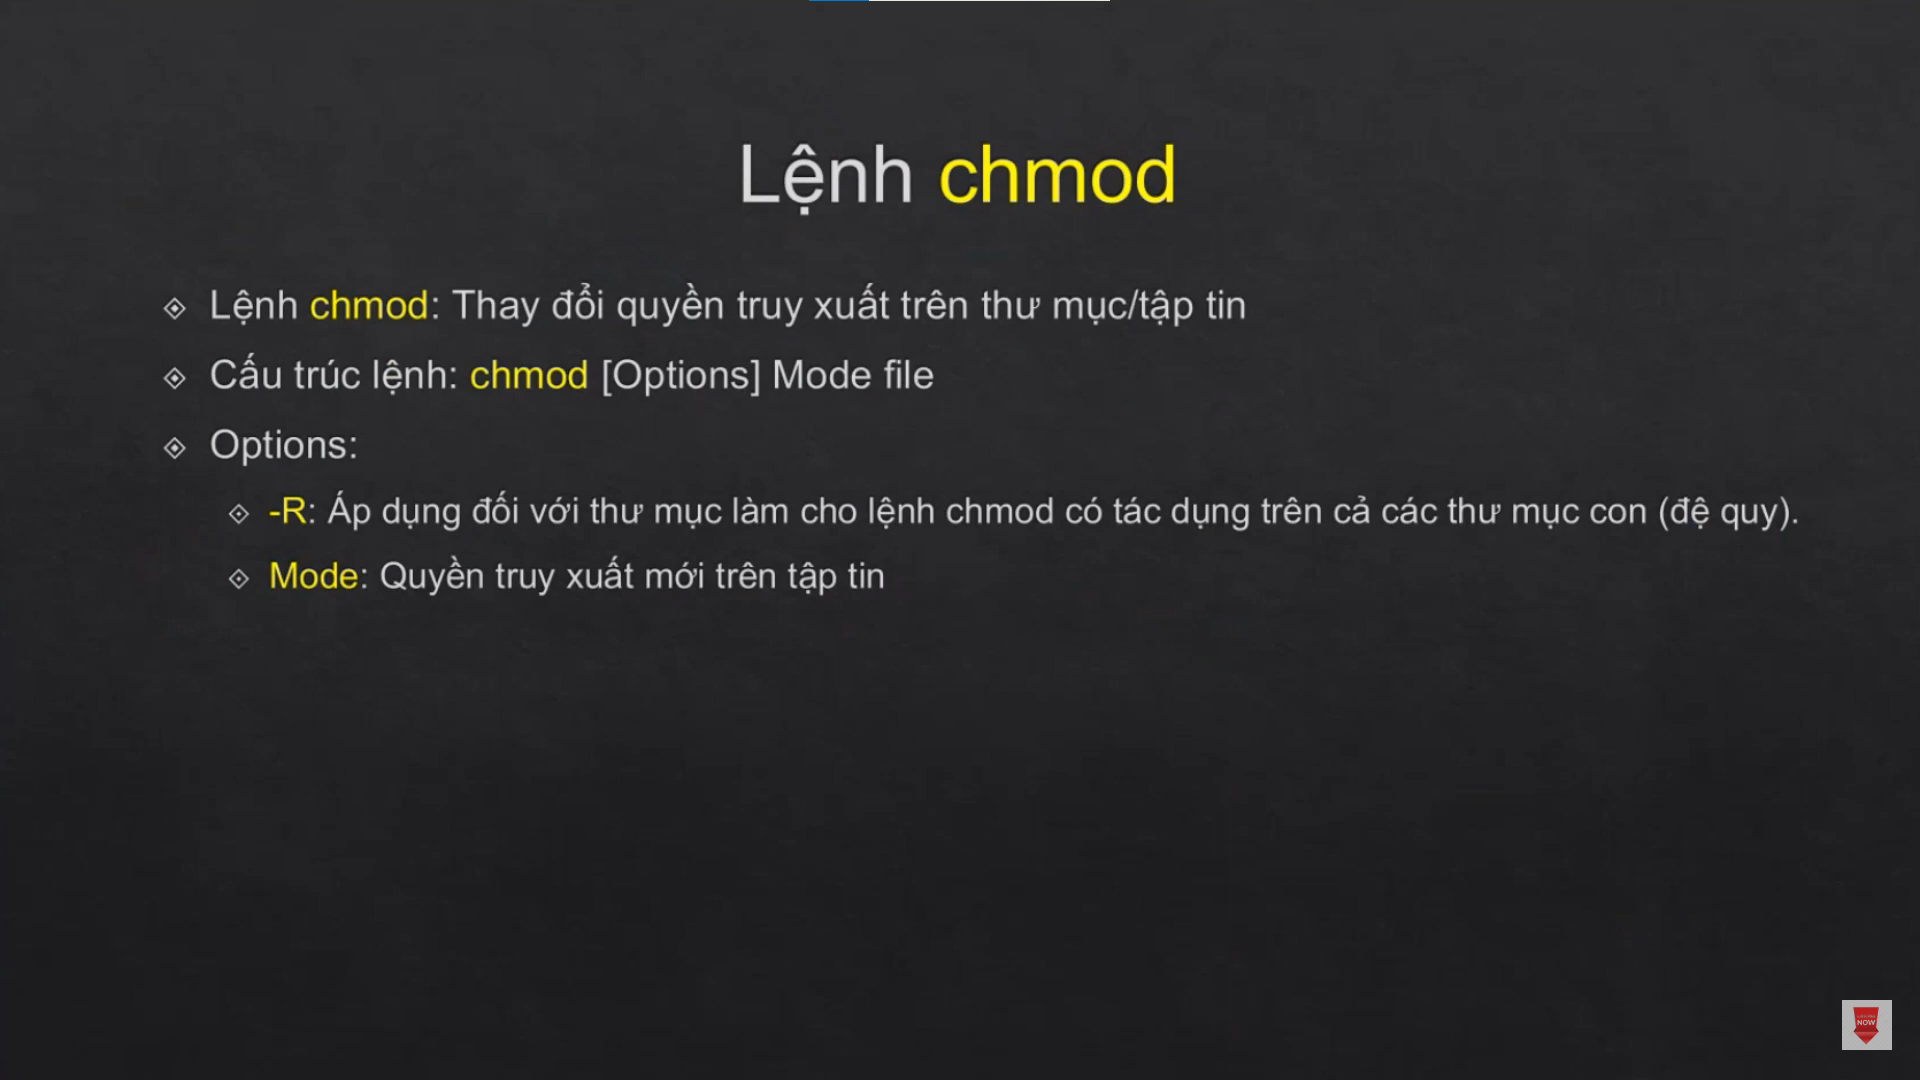 Lệnh chmod
Lệnh chmod: Thay đổi quyền truy xuất trên thư mục/tập tin
Cấu trúc lệnh: chmod [Options] Mode file
Options:
-R: Áp dụng đối với thư mục làm cho lệnh chmod có tác dụng trên cả các thư mục con (đệ quy).
Mode: Quyền truy xuất mới trên tập tin
NOW